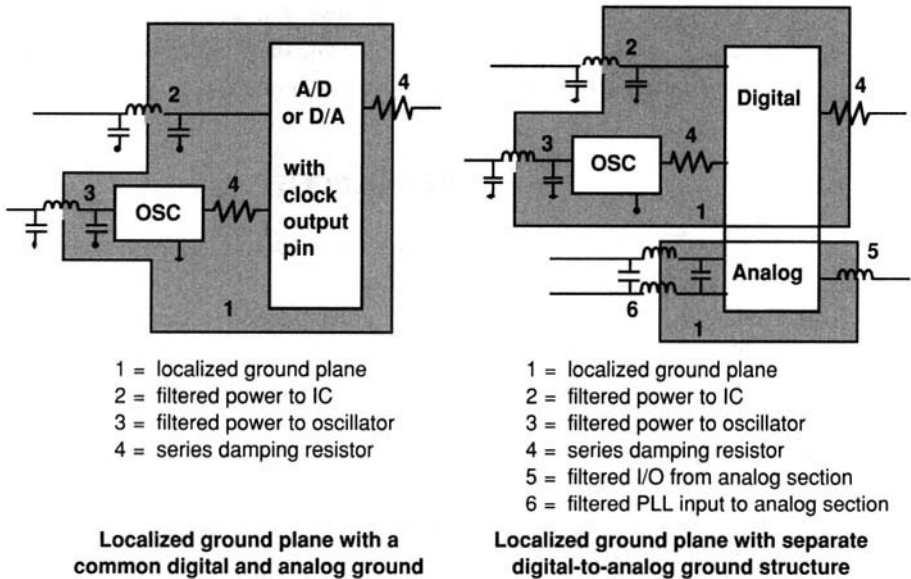 2
4
A/D
or D/A
with
clock
output
pin
3
OSC
4
1
1 = localized ground plane
2 = filtered power to IC
3 = filtered power to oscillator
4 = series damping resistor
Localized ground plane with a
common digital and analog ground
2
4
Digital
3
OSC
4
1
Analog
5
6
1
1 = localized ground plane
2 = filtered power to IC
3 = filtered power to oscillator
4 = series damping resistor
5 = filtered I/O from analog section
6 = filtered PLL input to analog section
Localized ground plane with separate
digital-to-analog ground structure